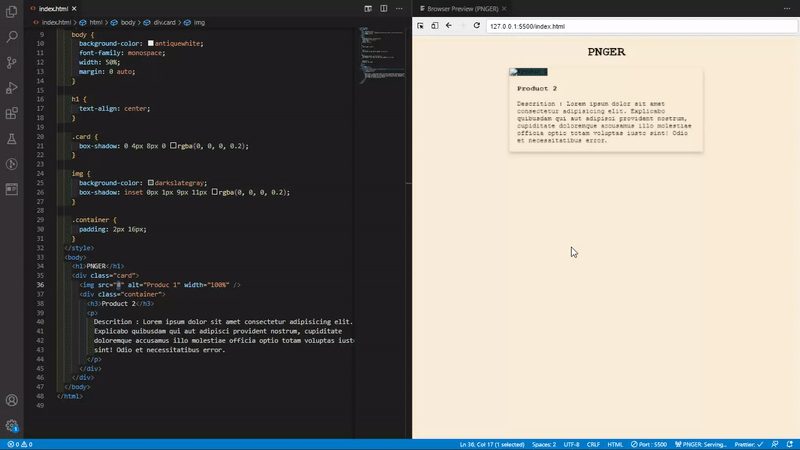 index.html
index.html > html > body > div.card > img
9 body {
10 background-color: antiquewhite;
11 font-family: monospace;
12 width: 50%;
13 margin: 0 auto;
14 }
15
16 h1 {
17 text-align: center;
18 }
19
20 .card {
21 box-shadow: 0 4px 8px 0 rgba(0, 0, 0, 0.2);
22 }
23
24 img {
25 background-color: darkslategray;
26 box-shadow: inset 0px 1px 9px 11px rgba(0, 0, 0, 0.2);
27 }
28
29 .container {
30 padding: 2px 16px;
31 }
32 </style>
33 <body>
34 <h1>PNGER</h1>
35 <div class="card">
36 <img src="#" alt="Produc 1" width="100%" />
37 <div class="container">
38 <h3>Product 2</h3>
39 <p>
40 Descrition : Lorem ipsum dolor sit amet consectetur adipisicing elit.
41 Explicabo quibusdam qui aut adipisci provident nostrum, cupiditate
42 doloremque accusamus illo molestiae officia optio totam voluptas iusto
43 sint! Odio et necessitatibus error.
44 </p>
45 </div>
46 </div>
47 </body>
48 </html>
49
Browser Preview (PNGER)
127.0.0.1:5500/index.html
PNGER
Product 2
Descrition : Lorem ipsum dolor sit amet
consectetur adipisicing elit. Explicabo
quibusdam qui aut adipisci provident nostrum,
cupiditate doloremque accusamus illo molestiae
officia optio totam voluptas iusto sint! Odio
et necessitatibus error.
0 0
Ln 36, Col 17 (1 selected)
Spaces: 2
UTF-8
CRLF
HTML
Port : 5500
PNGER: Serving...
Prettier: ✓